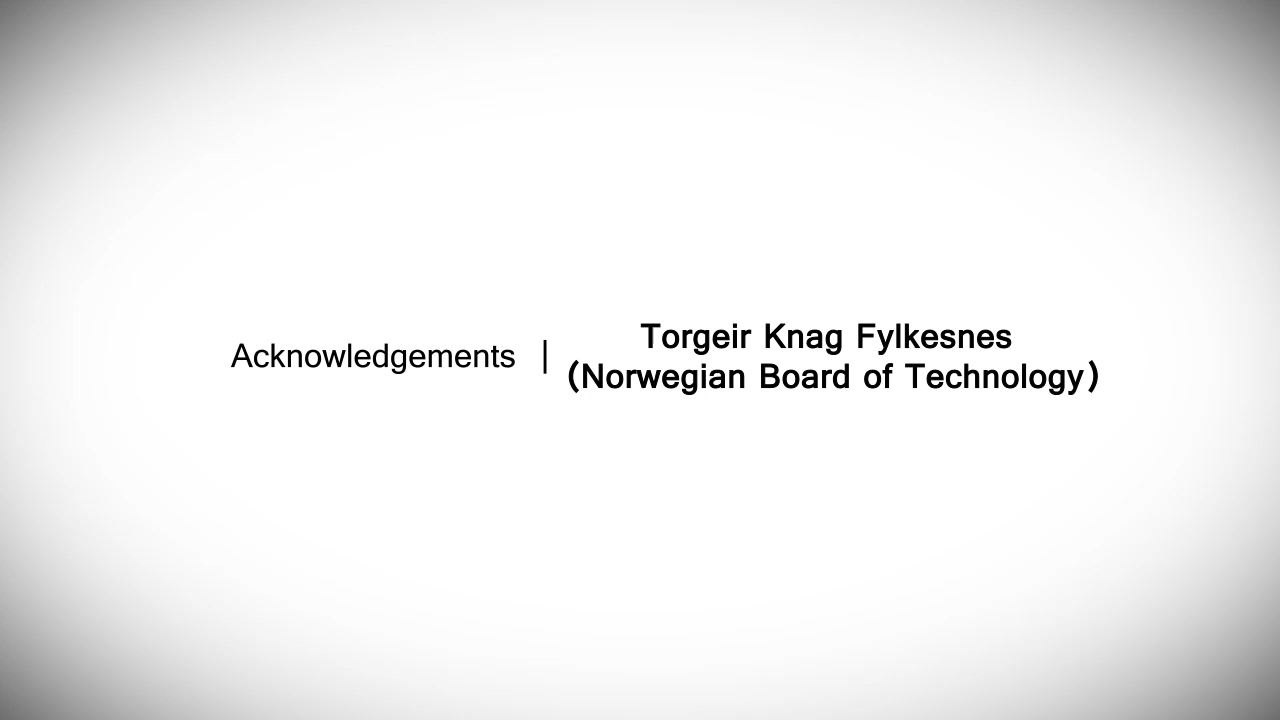 Acknowledgements |
Torgeir Knag Fylkesnes
(Norwegian Board of Technology)